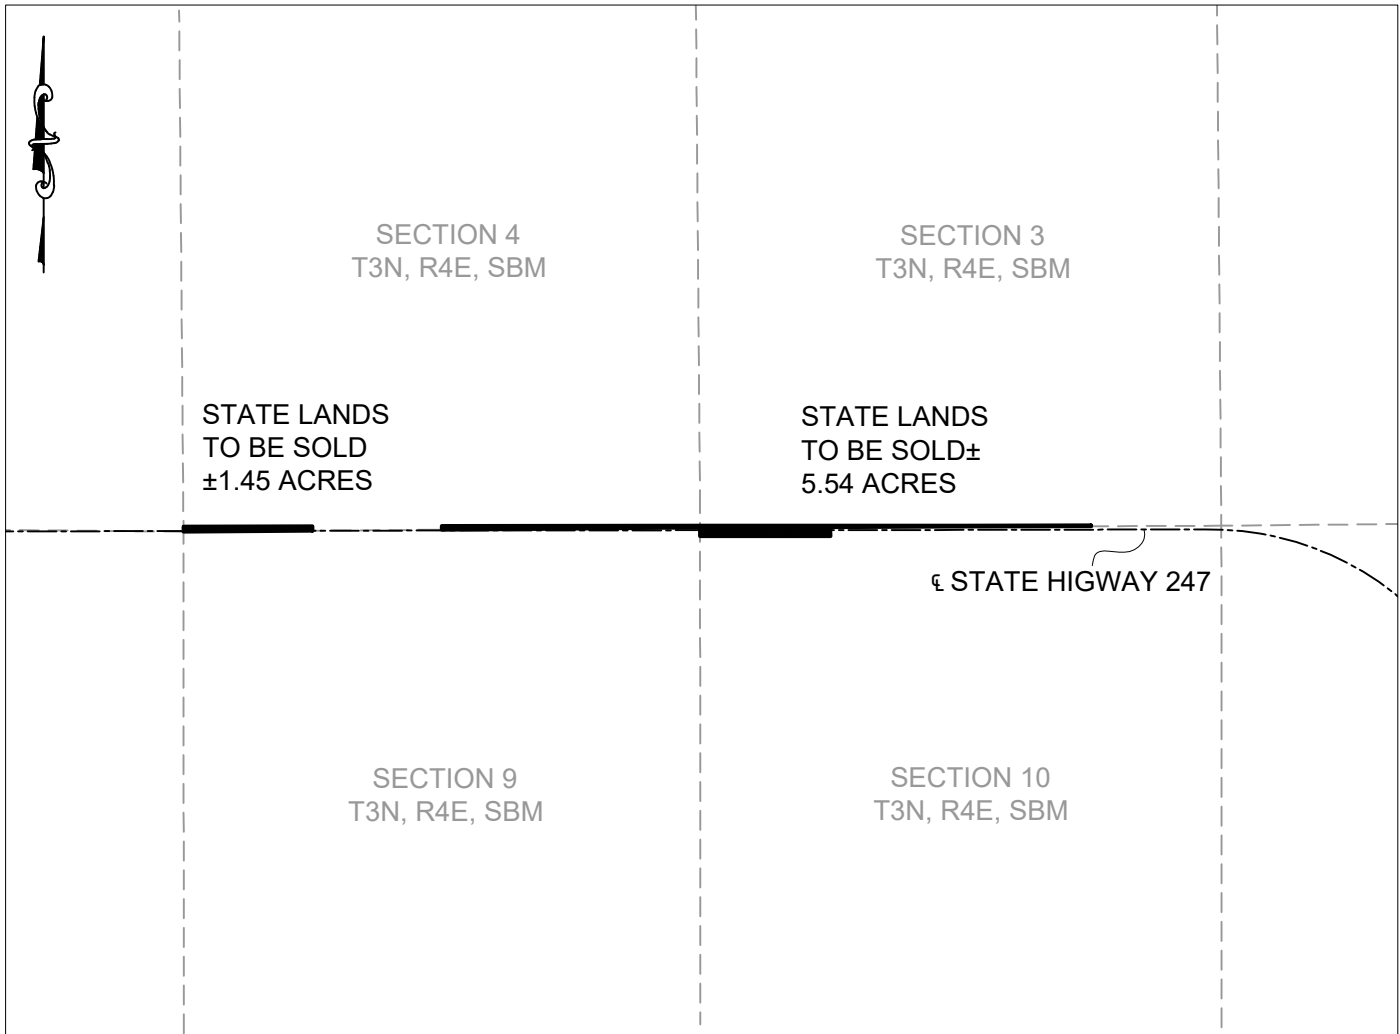 SECTION 4
T3N, R4E, SBM
SECTION 3
T3N, R4E, SBM
STATE LANDS
TO BE SOLD
±1.45 ACRES
STATE LANDS
TO BE SOLD±
5.54 ACRES
℄ STATE HIGWAY 247
SECTION 9
T3N, R4E, SBM
SECTION 10
T3N, R4E, SBM